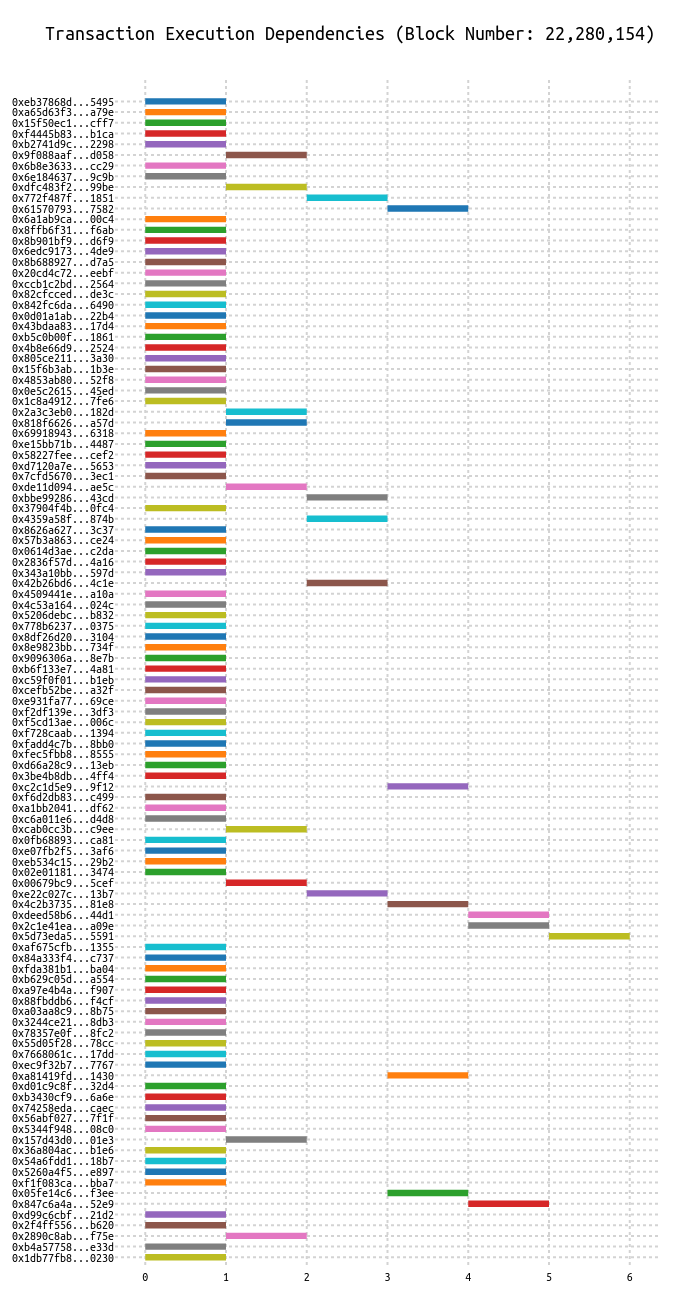 Transaction Execution Dependencies (Block Number: 22,280,154)
0xeb37868d...5495
0xa65d63f3...a79e
0x15f50ec1...cff7
0xf4445b83...b1ca
0xb2741d9c...2298
0x9f088aaf...d058
0x6b8e3633...cc29
0x6e184637...9c9b
0xdfc483f2...99be
0x772f487f...1851
0x61570793...7582
0x6a1ab9ca...00c4
0x8ffb6f31...f6ab
0x8b901bf9...d6f9
0x6edc9173...4de9
0x8b688927...d7a5
0x20cd4c72...eebf
0xccb1c2bd...2564
0x82cfcced...de3c
0x842fc6da...6490
0x0d01a1ab...22b4
0x43bdaa83...17d4
0xb5c0b00f...1861
0x4b8e66d9...2524
0x805ce211...3a30
0x15f6b3ab...1b3e
0x4853ab80...52f8
0x0e5c2615...45ed
0x1c8a4912...7fe6
0x2a3c3eb0...182d
0x818f6626...a57d
0x69918943...6318
0xe15bb71b...4487
0x58227fee...cef2
0xd7120a7e...5653
0x7cfd5670...3ec1
0xde11d094...ae5c
0xbbe99286...43cd
0x37904f4b...0fc4
0x4359a58f...874b
0x8626a627...3c37
0x57b3a863...ce24
0x0614d3ae...c2da
0x2836f57d...4a16
0x343a10bb...597d
0x42b26bd6...4c1e
0x4509441e...a10a
0x4c53a164...024c
0x5206debc...b832
0x778b6237...0375
0x8df26d20...3104
0x8e9823bb...734f
0x9096306a...8e7b
0xb6f133e7...4a81
0xc59f0f01...b1eb
0xcefb52be...a32f
0xe931fa77...69ce
0xf2df139e...3df3
0xf5cd13ae...006c
0xf728caab...1394
0xfadd4c7b...8bb0
0xfec5fbb8...8555
0xd66a28c9...13eb
0x3be4b8db...4ff4
0xc2c1d5e9...9f12
0xf6d2db83...c499
0xa1bb2041...df62
0xc6a011e6...d4d8
0xcab0cc3b...c9ee
0x0fb68893...ca81
0xe07fb2f5...3af6
0xeb534c15...29b2
0x02e01181...3474
0x00679bc9...5cef
0xe22c027c...13b7
0x4c2b3735...81e8
0xdeed58b6...44d1
0x2c1e41ea...a09e
0x5d73eda5...5591
0xaf675cfb...1355
0x84a333f4...c737
0xfda381b1...ba04
0xb629c05d...a554
0xa97e4b4a...f907
0x88fbddb6...f4cf
0xa03aa8c9...8b75
0x3244ce21...8db3
0x78357e0f...8fc2
0x55d05f28...78cc
0x7668061c...17dd
0xec9f32b7...7767
0xa81419fd...1430
0xd01c9c8f...32d4
0xb3430cf9...6a6e
0x74258eda...caec
0x56abf027...7f1f
0x5344f948...08c0
0x157d43d0...01e3
0x36a804ac...b1e6
0x54a6fdd1...18b7
0x5260a4f5...e897
0xf1f083ca...bba7
0x05fe14c6...f3ee
0x847c6a4a...52e9
0xd99c6cbf...21d2
0x2f4ff556...b620
0x2890c8ab...f75e
0xb4a57758...e33d
0x1db77fb8...0230
0 1 2 3 4 5 6